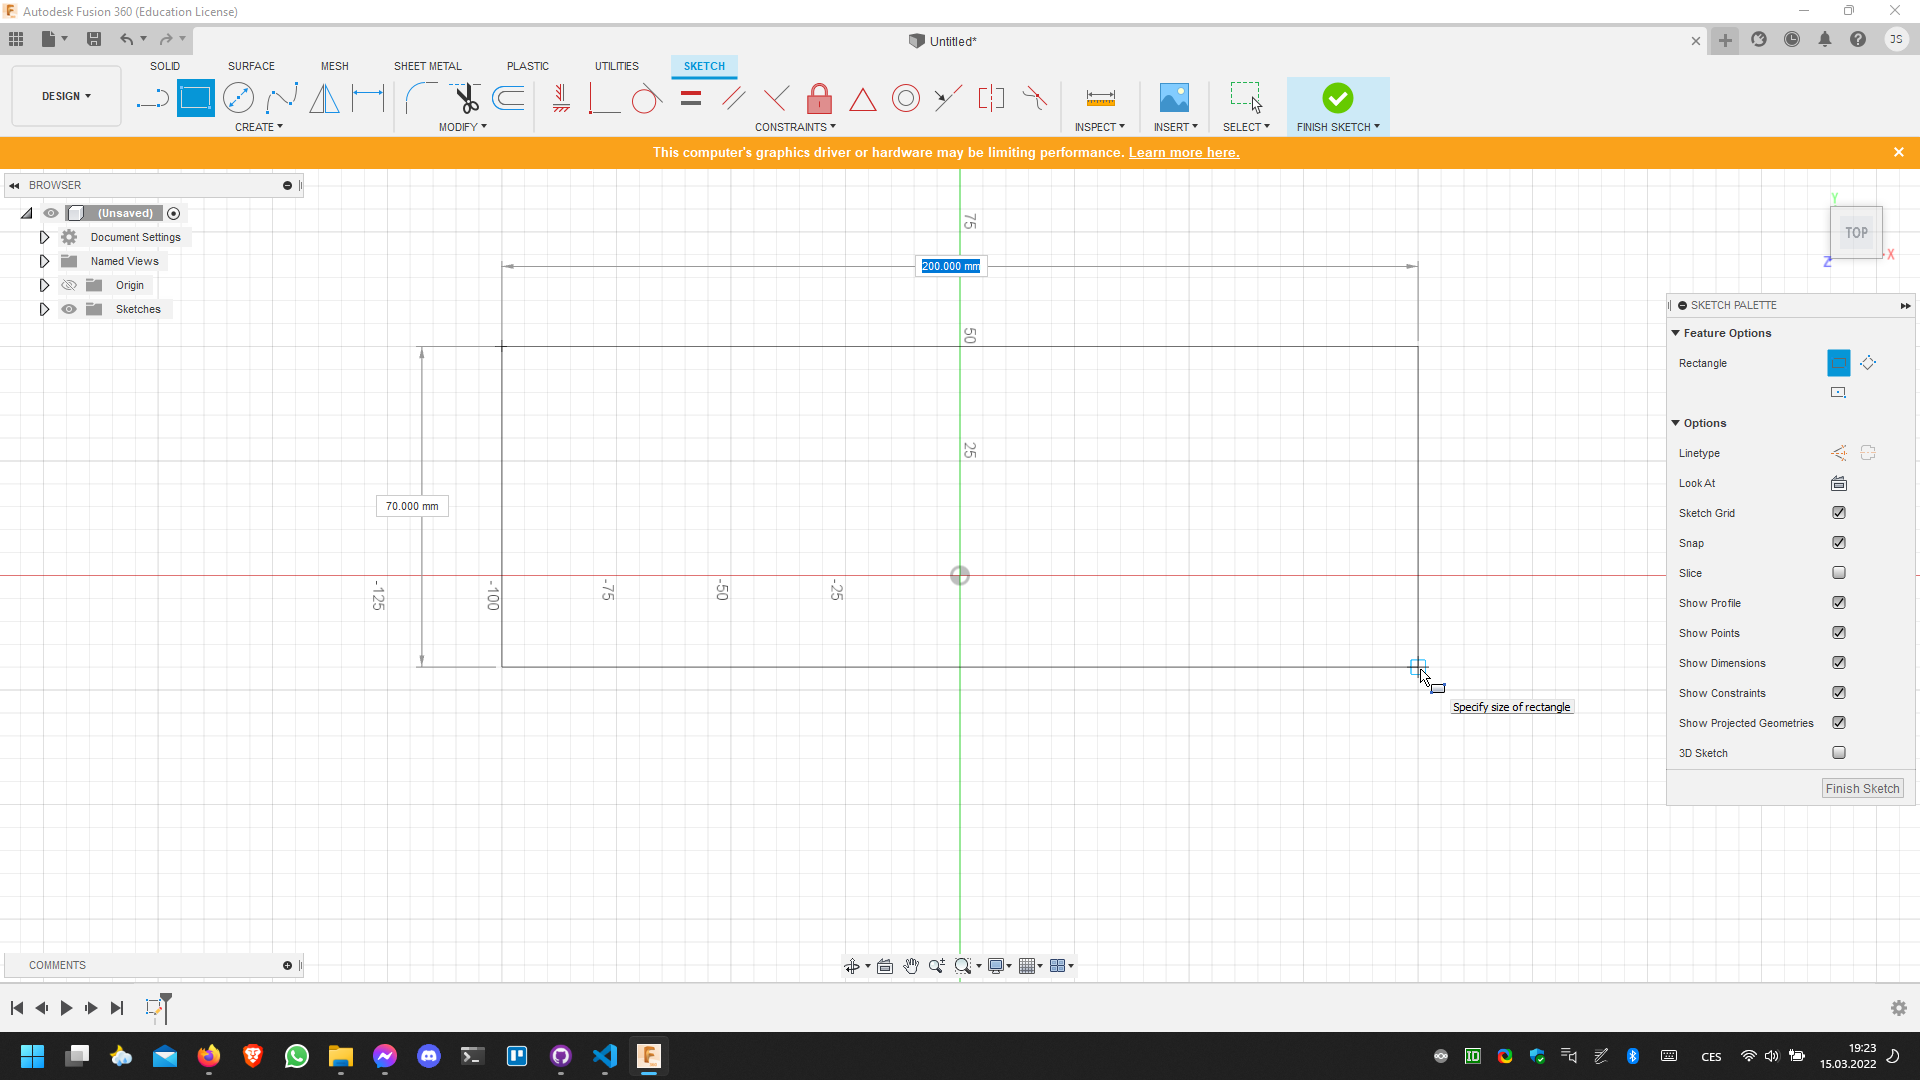 Autodesk Fusion 360 (Education License)
Untitled*
JS
SOLID
SURFACE
MESH
SHEET METAL
PLASTIC
UTILITIES
SKETCH
DESIGN
CREATE
MODIFY
CONSTRAINTS
INSPECT
INSERT
SELECT
FINISH SKETCH
This computer's graphics driver or hardware may be limiting performance. Learn more here.
BROWSER
(Unsaved)
Document Settings
Named Views
Origin
Sketches
75
200.000 mm
50
25
70.000 mm
-125
-100
-75
-50
-25
Specify size of rectangle
Y
TOP
X
Z
SKETCH PALETTE
Feature Options
Rectangle
Options
Linetype
Look At
Sketch Grid
Snap
Slice
Show Profile
Show Points
Show Dimensions
Show Constraints
Show Projected Geometries
3D Sketch
Finish Sketch
COMMENTS
ID
CES
19:23
15.03.2022